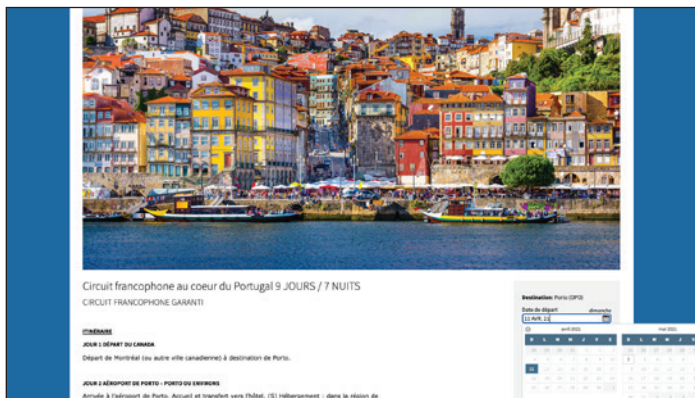 Circuit francophone au coeur du Portugal 9 JOURS / 7 NUITS
CIRCUIT FRANCOPHONE GARANTI
ITINÉRAIRE
JOUR 1 DÉPART DU CANADA
Départ de Montréal (ou autre ville canadienne) à destination de Porto.
JOUR 2 AÉROPORT DE PORTO - PORTO OU ENVIRONS
Arrivée à l'aéroport de Porto. Accueil et transfert vers l'hôtel. (S) Hébergement : dans la région de
Destination: Porto (OPO)
Date de départ dimanche
11 AVR. 21
avril 2021 mai 2021
D L M M J V S D L M M J V
11